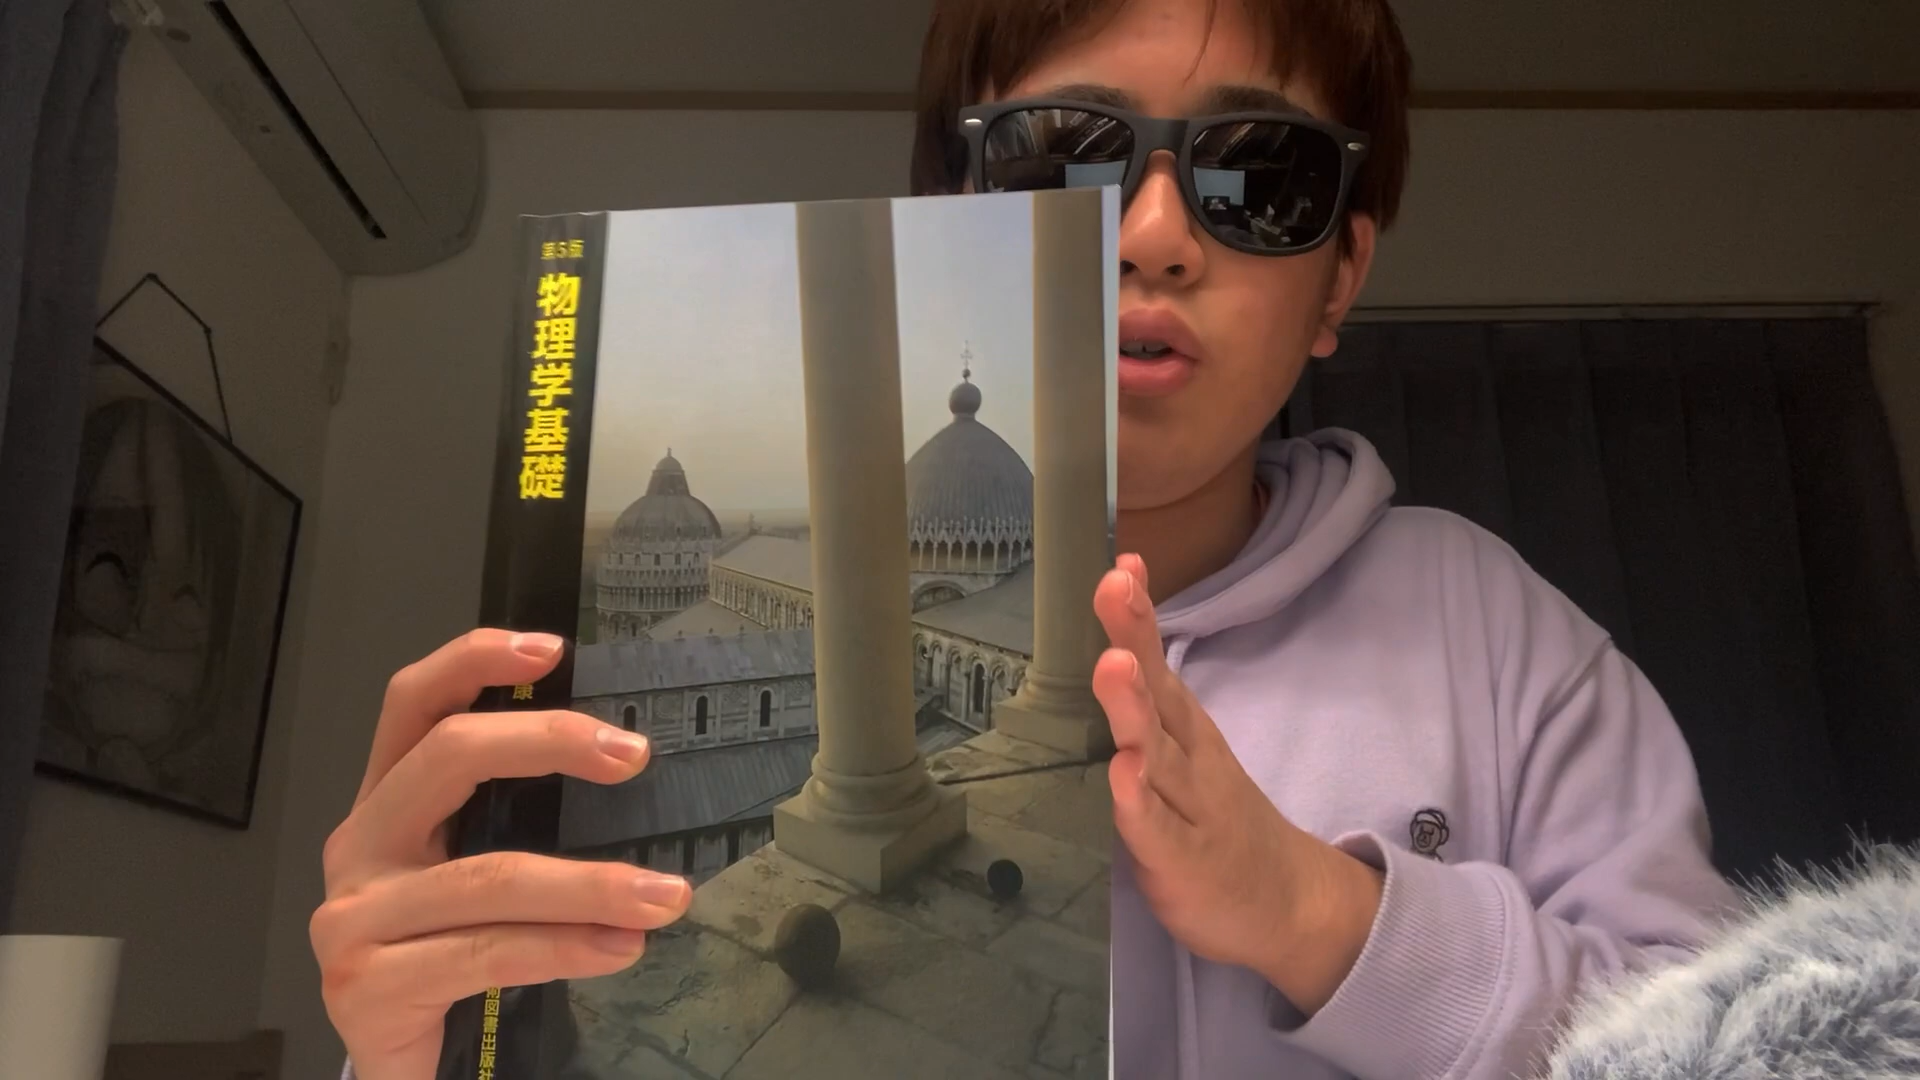 第5版
物理学基礎
康
術図書出版社